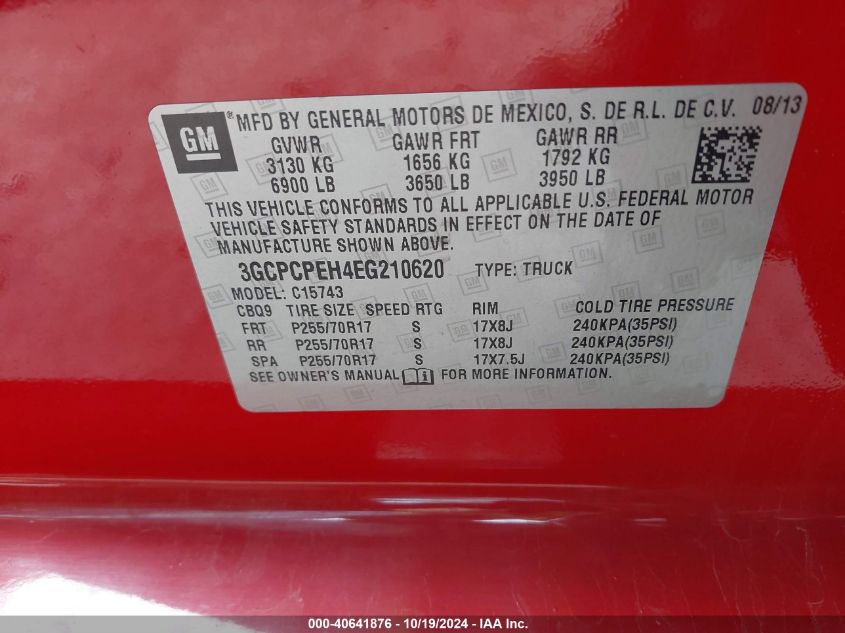 GM ® MFD BY GENERAL MOTORS DE MEXICO, S. DE R.L. DE C.V. 08/13
GVWR GAWR FRT GAWR RR
3130 KG 1656 KG 1792 KG
6900 LB 3650 LB 3950 LB
THIS VEHICLE CONFORMS TO ALL APPLICABLE U.S. FEDERAL MOTOR
VEHICLE SAFETY STANDARDS IN EFFECT ON THE DATE OF
MANUFACTURE SHOWN ABOVE.
3GCPCPEH4EG210620 TYPE: TRUCK
MODEL: C15743
CBQ9 TIRE SIZE SPEED RTG RIM COLD TIRE PRESSURE
FRT P255/70R17 S 17X8J 240KPA(35PSI)
RR P255/70R17 S 17X8J 240KPA(35PSI)
SPA P255/70R17 S 17X7.5J 240KPA(35PSI)
SEE OWNER'S MANUAL FOR MORE INFORMATION.
000-40641876 - 10/19/2024 - IAA Inc.